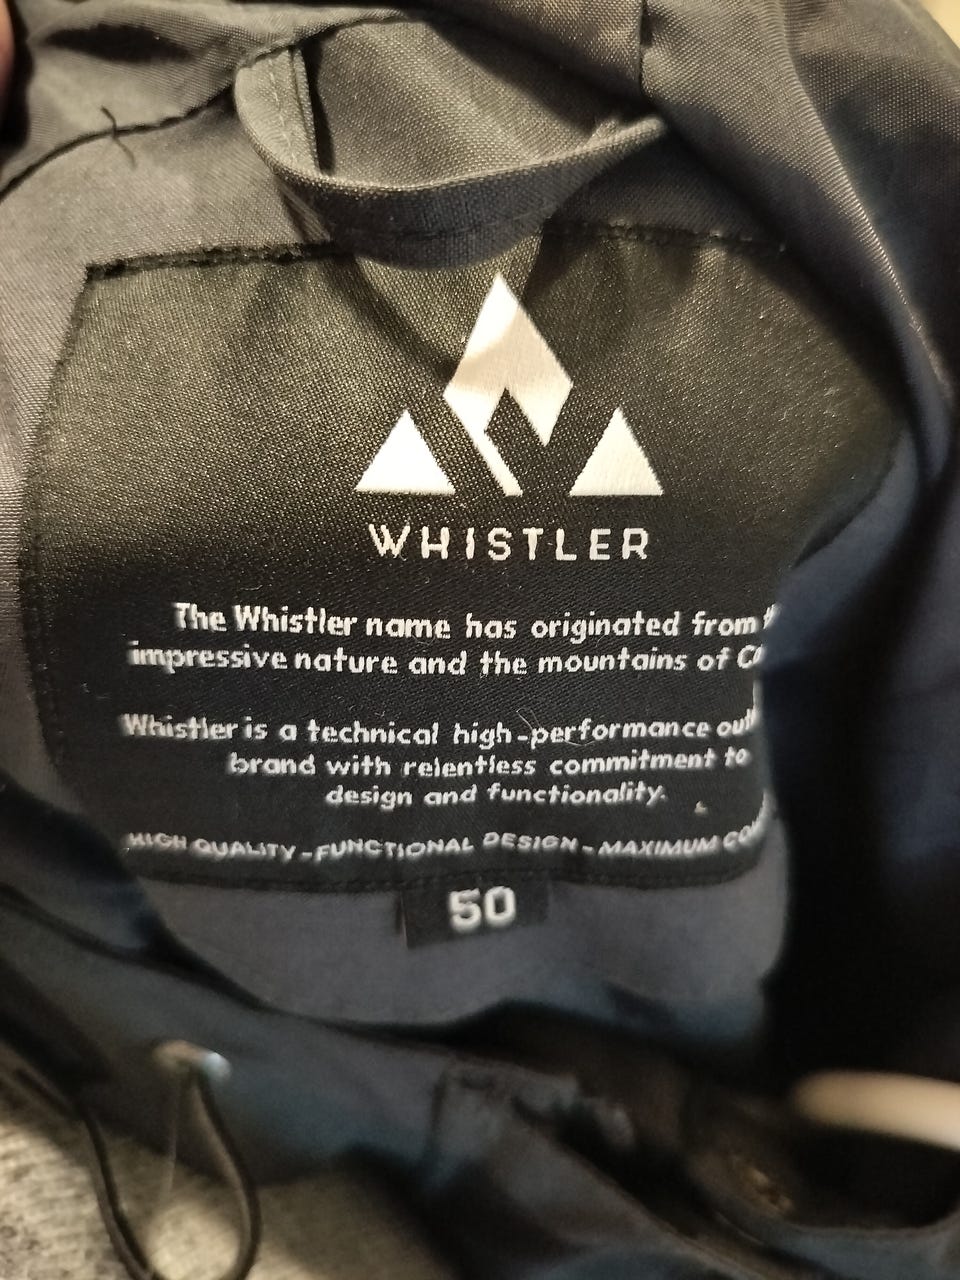 WHISTLER
The Whistler name has originated from
impressive nature and the mountains of
Whistler is a technical high-performance
brand with relentless commitment to
design and functionality.
HIGH QUALITY - FUNCTIONAL DESIGN - MAXIMUM
50